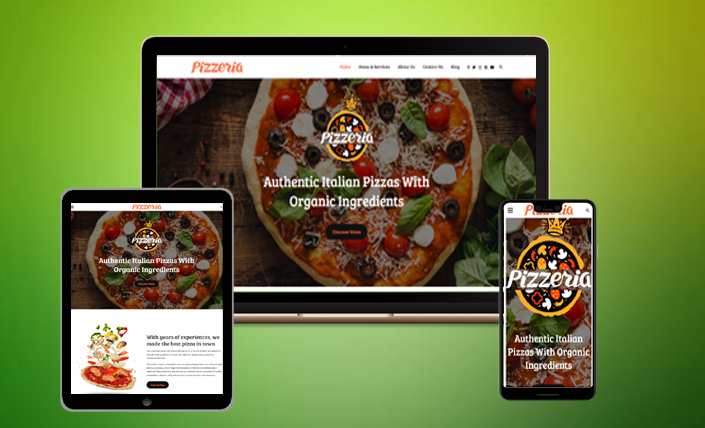 Pizzeria
Home Menu & Services About Us Contact Us Blog
Pizzeria
Authentic Italian Pizzas With
Organic Ingredients
Discover More
Pizzeria
Pizzeria
Authentic Italian Pizzas With
Organic Ingredients
Discover More
With years of experiences, we
made the best pizza in town
Pizzeria
Pizzeria
Authentic Italian
Pizzas With Organic
Ingredients